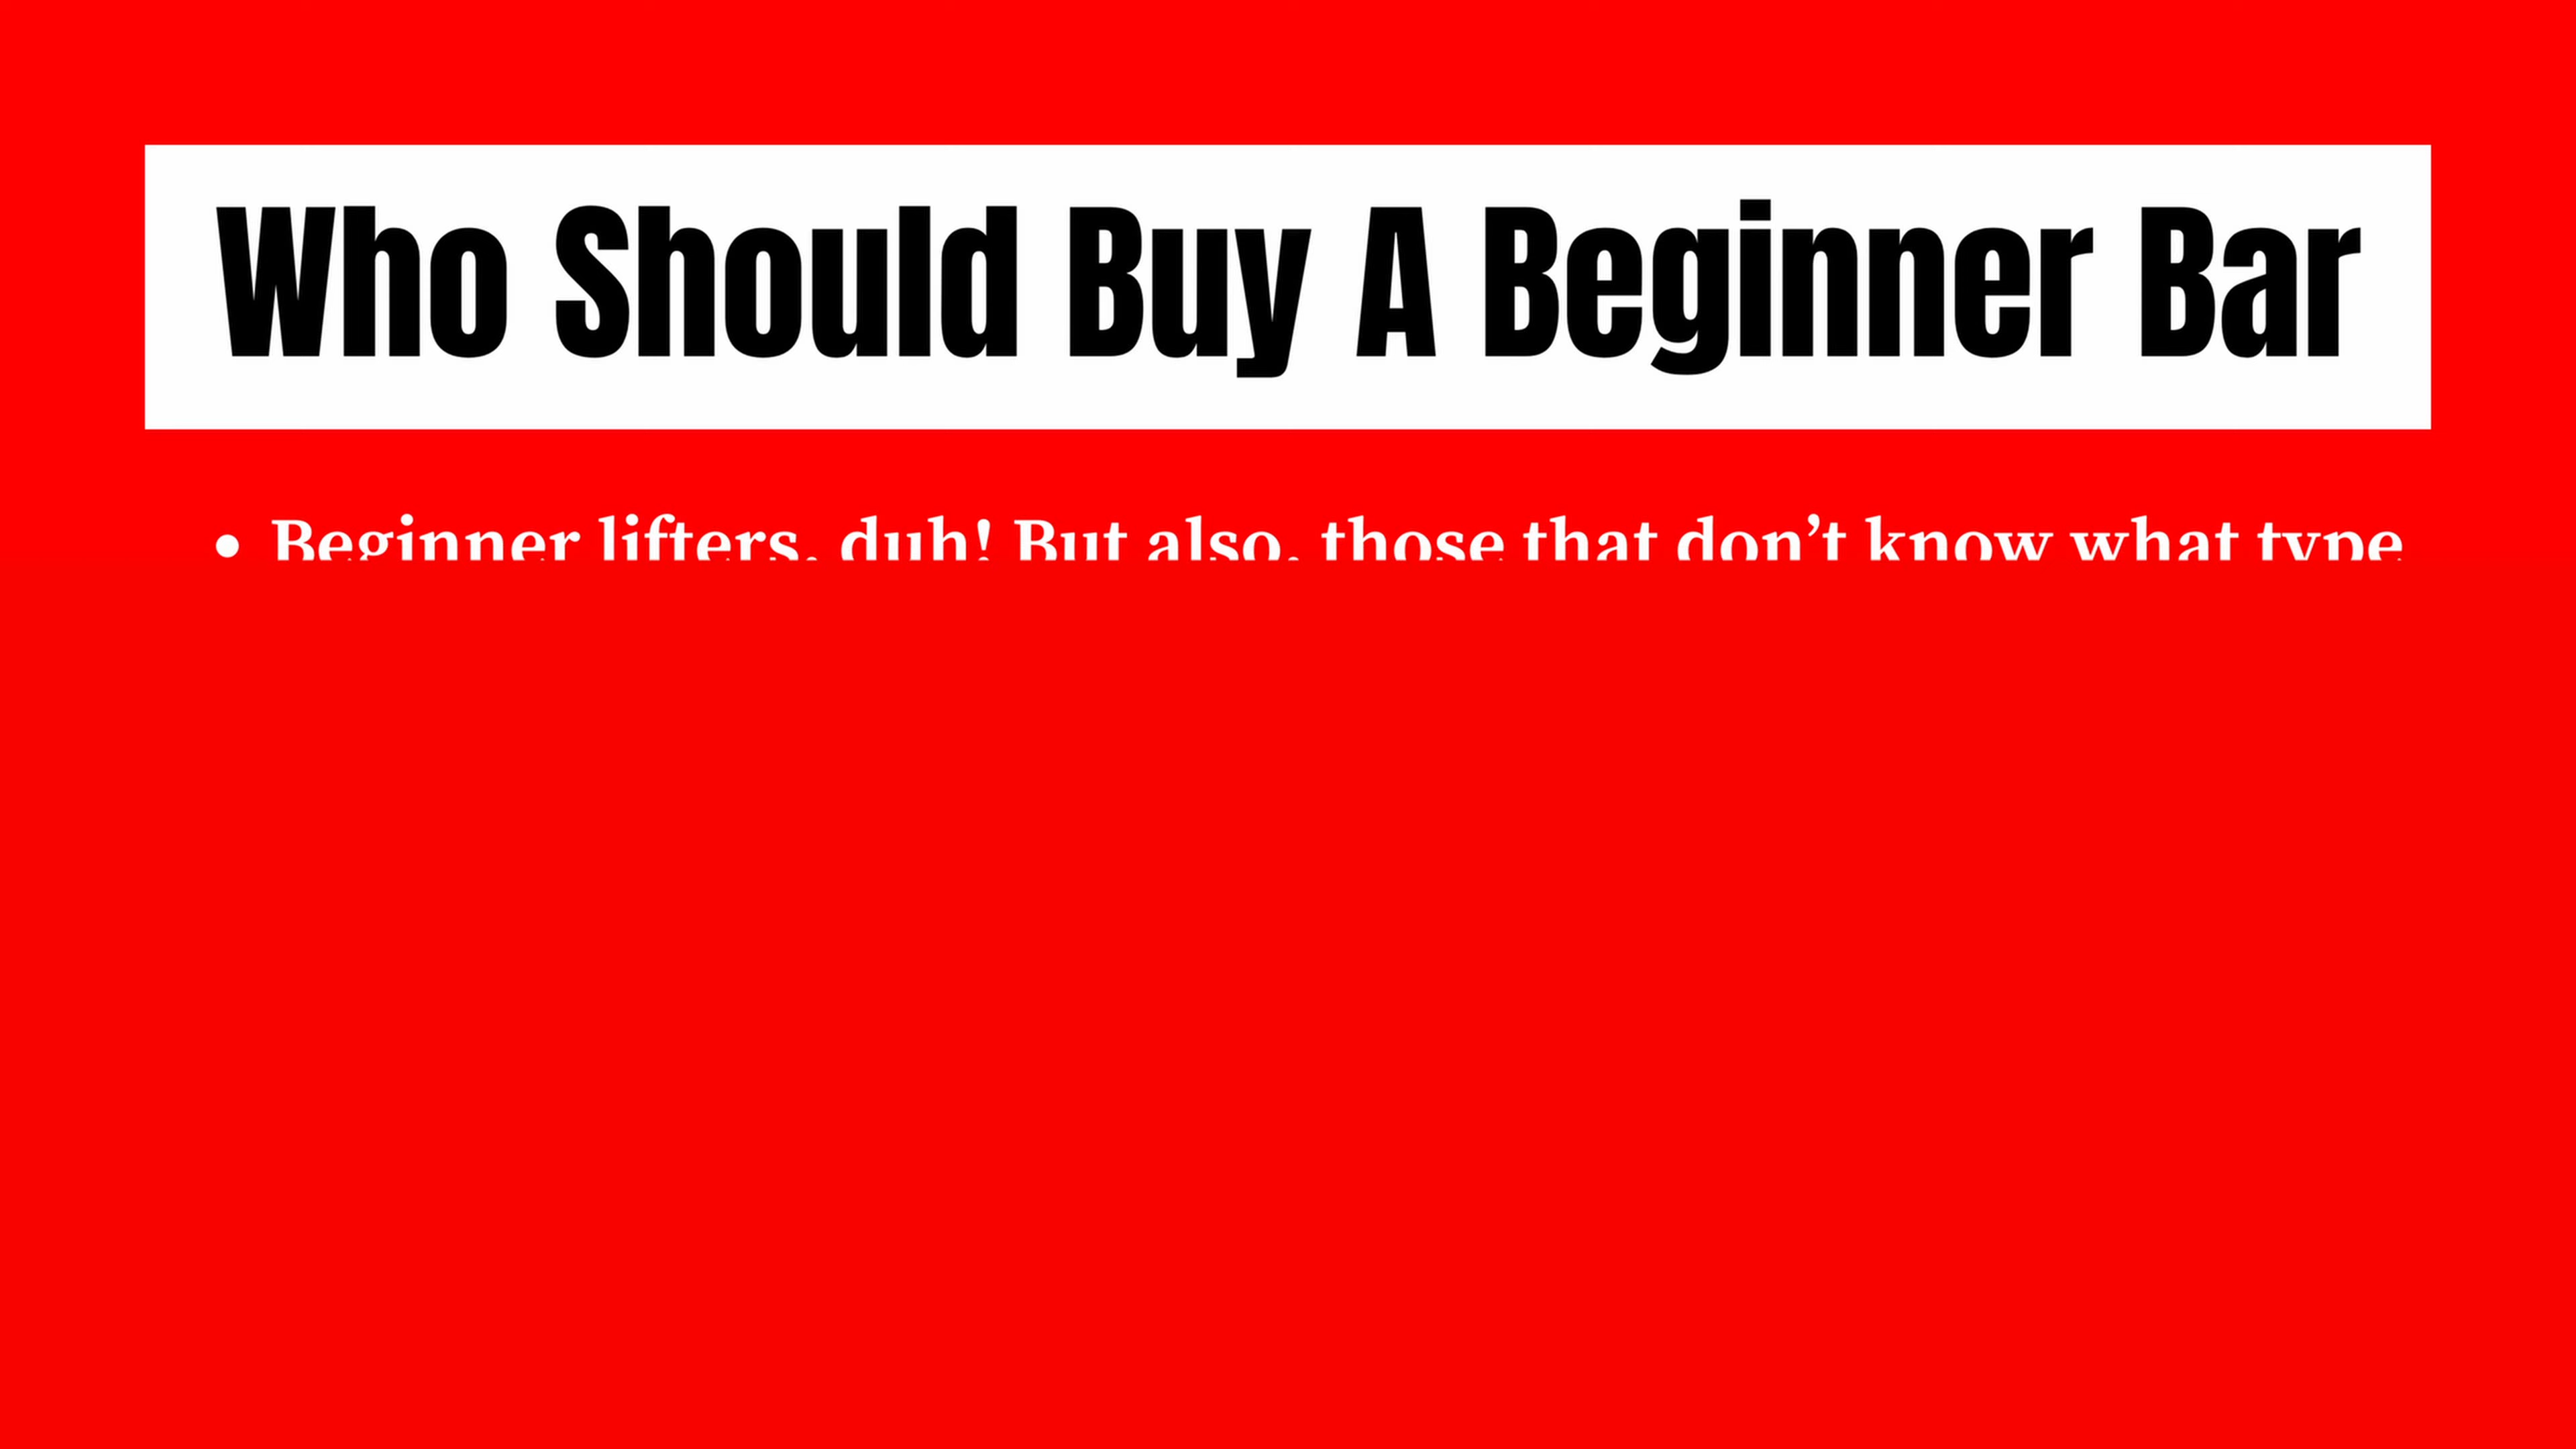 Who Should Buy A Beginner Bar
• Beginner lifters, duh! But also, those that don’t know what type